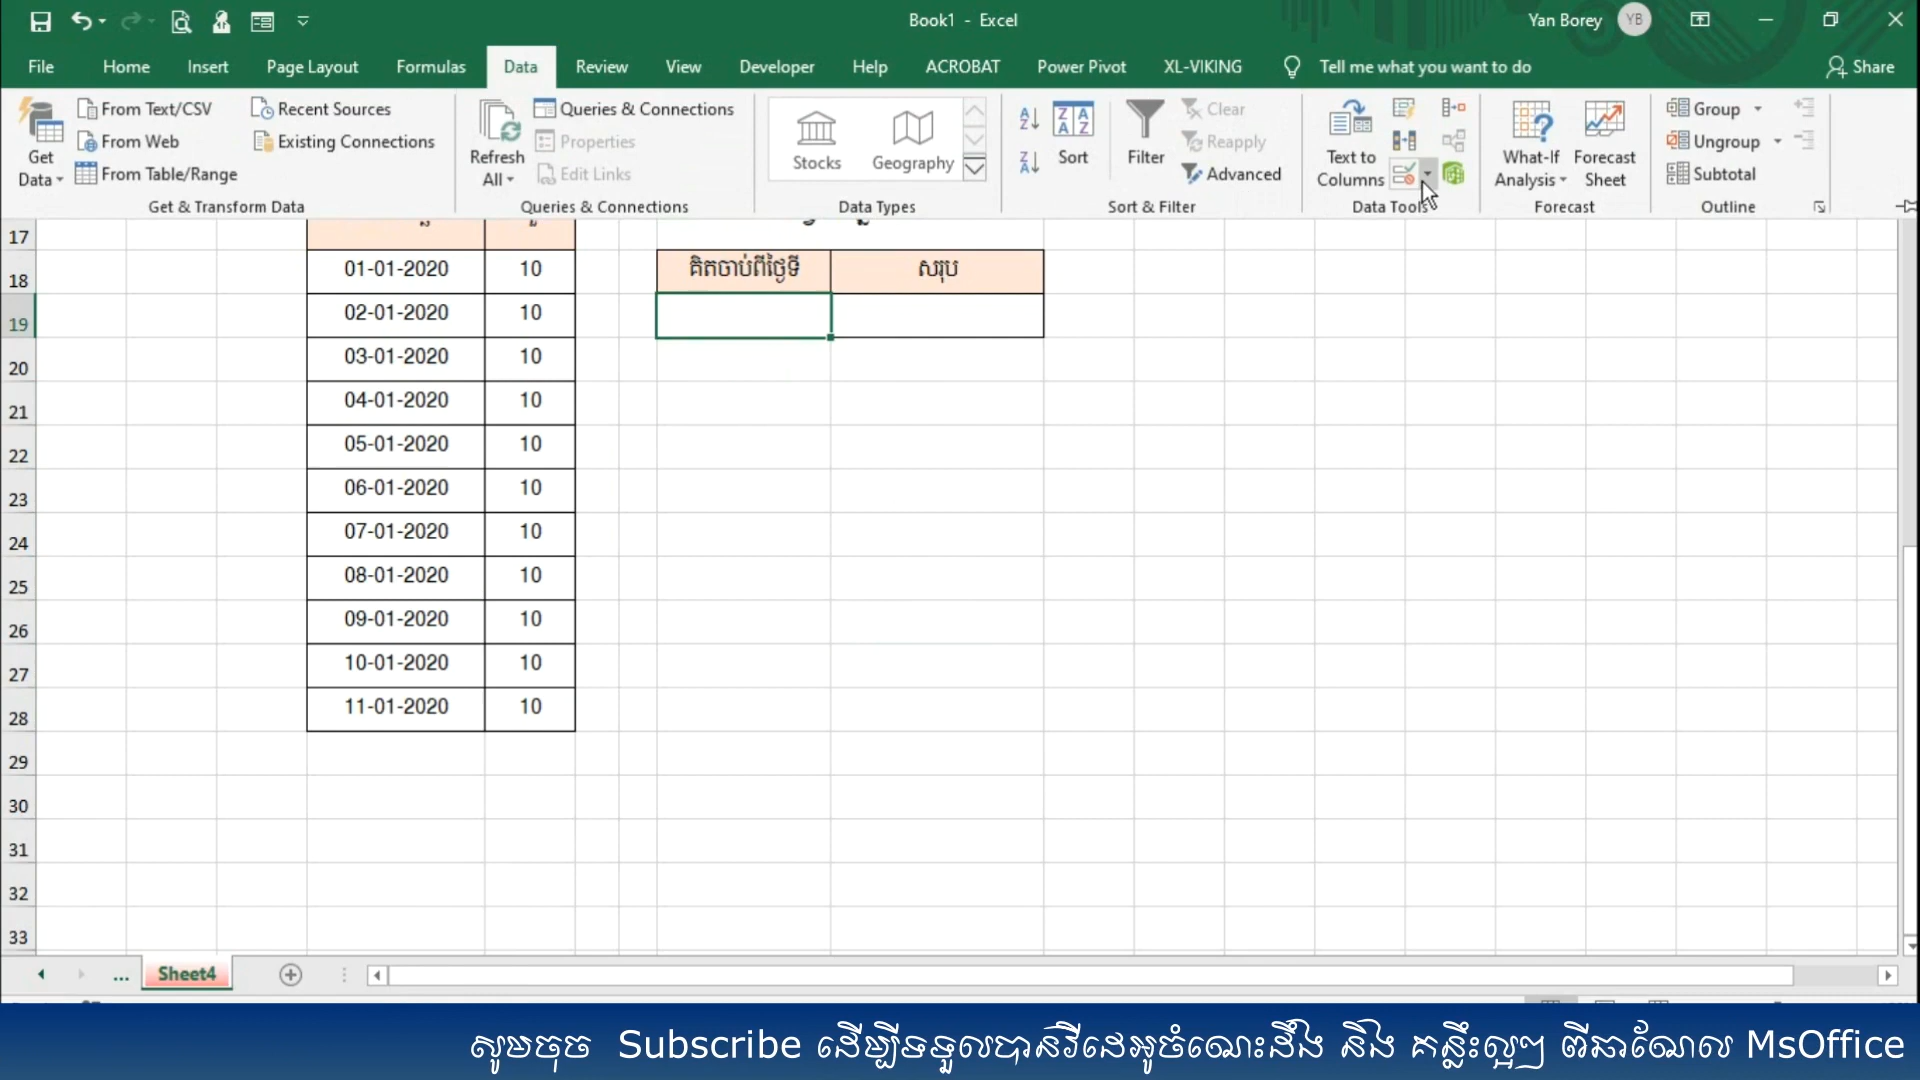 Book1 - Excel
Yan Borey YB
File Home Insert Page Layout Formulas Data Review View Developer Help ACROBAT Power Pivot XL-VIKING Tell me what you want to do Share
Get Data
From Text/CSV
From Web
From Table/Range
Recent Sources
Existing Connections
Get & Transform Data
Refresh All
Queries & Connections
Properties
Edit Links
Queries & Connections
Stocks
Geography
Data Types
Sort
Filter
Clear
Reapply
Advanced
Sort & Filter
Text to Columns
Data Tools
What-If Analysis
Forecast Sheet
Forecast
Group
Ungroup
Subtotal
Outline
17
18 01-01-2020 10 គិតចាប់ពីថ្ងៃទី សរុប
19 02-01-2020 10
20 03-01-2020 10
21 04-01-2020 10
22 05-01-2020 10
23 06-01-2020 10
24 07-01-2020 10
25 08-01-2020 10
26 09-01-2020 10
27 10-01-2020 10
28 11-01-2020 10
29
30
31
32
33
... Sheet4
សូមចុច Subscribe ដើម្បីទទួលបានវីដេអូចំណេះដឹង និង គន្លឹះល្អៗ ពីឆាណែល MsOffice